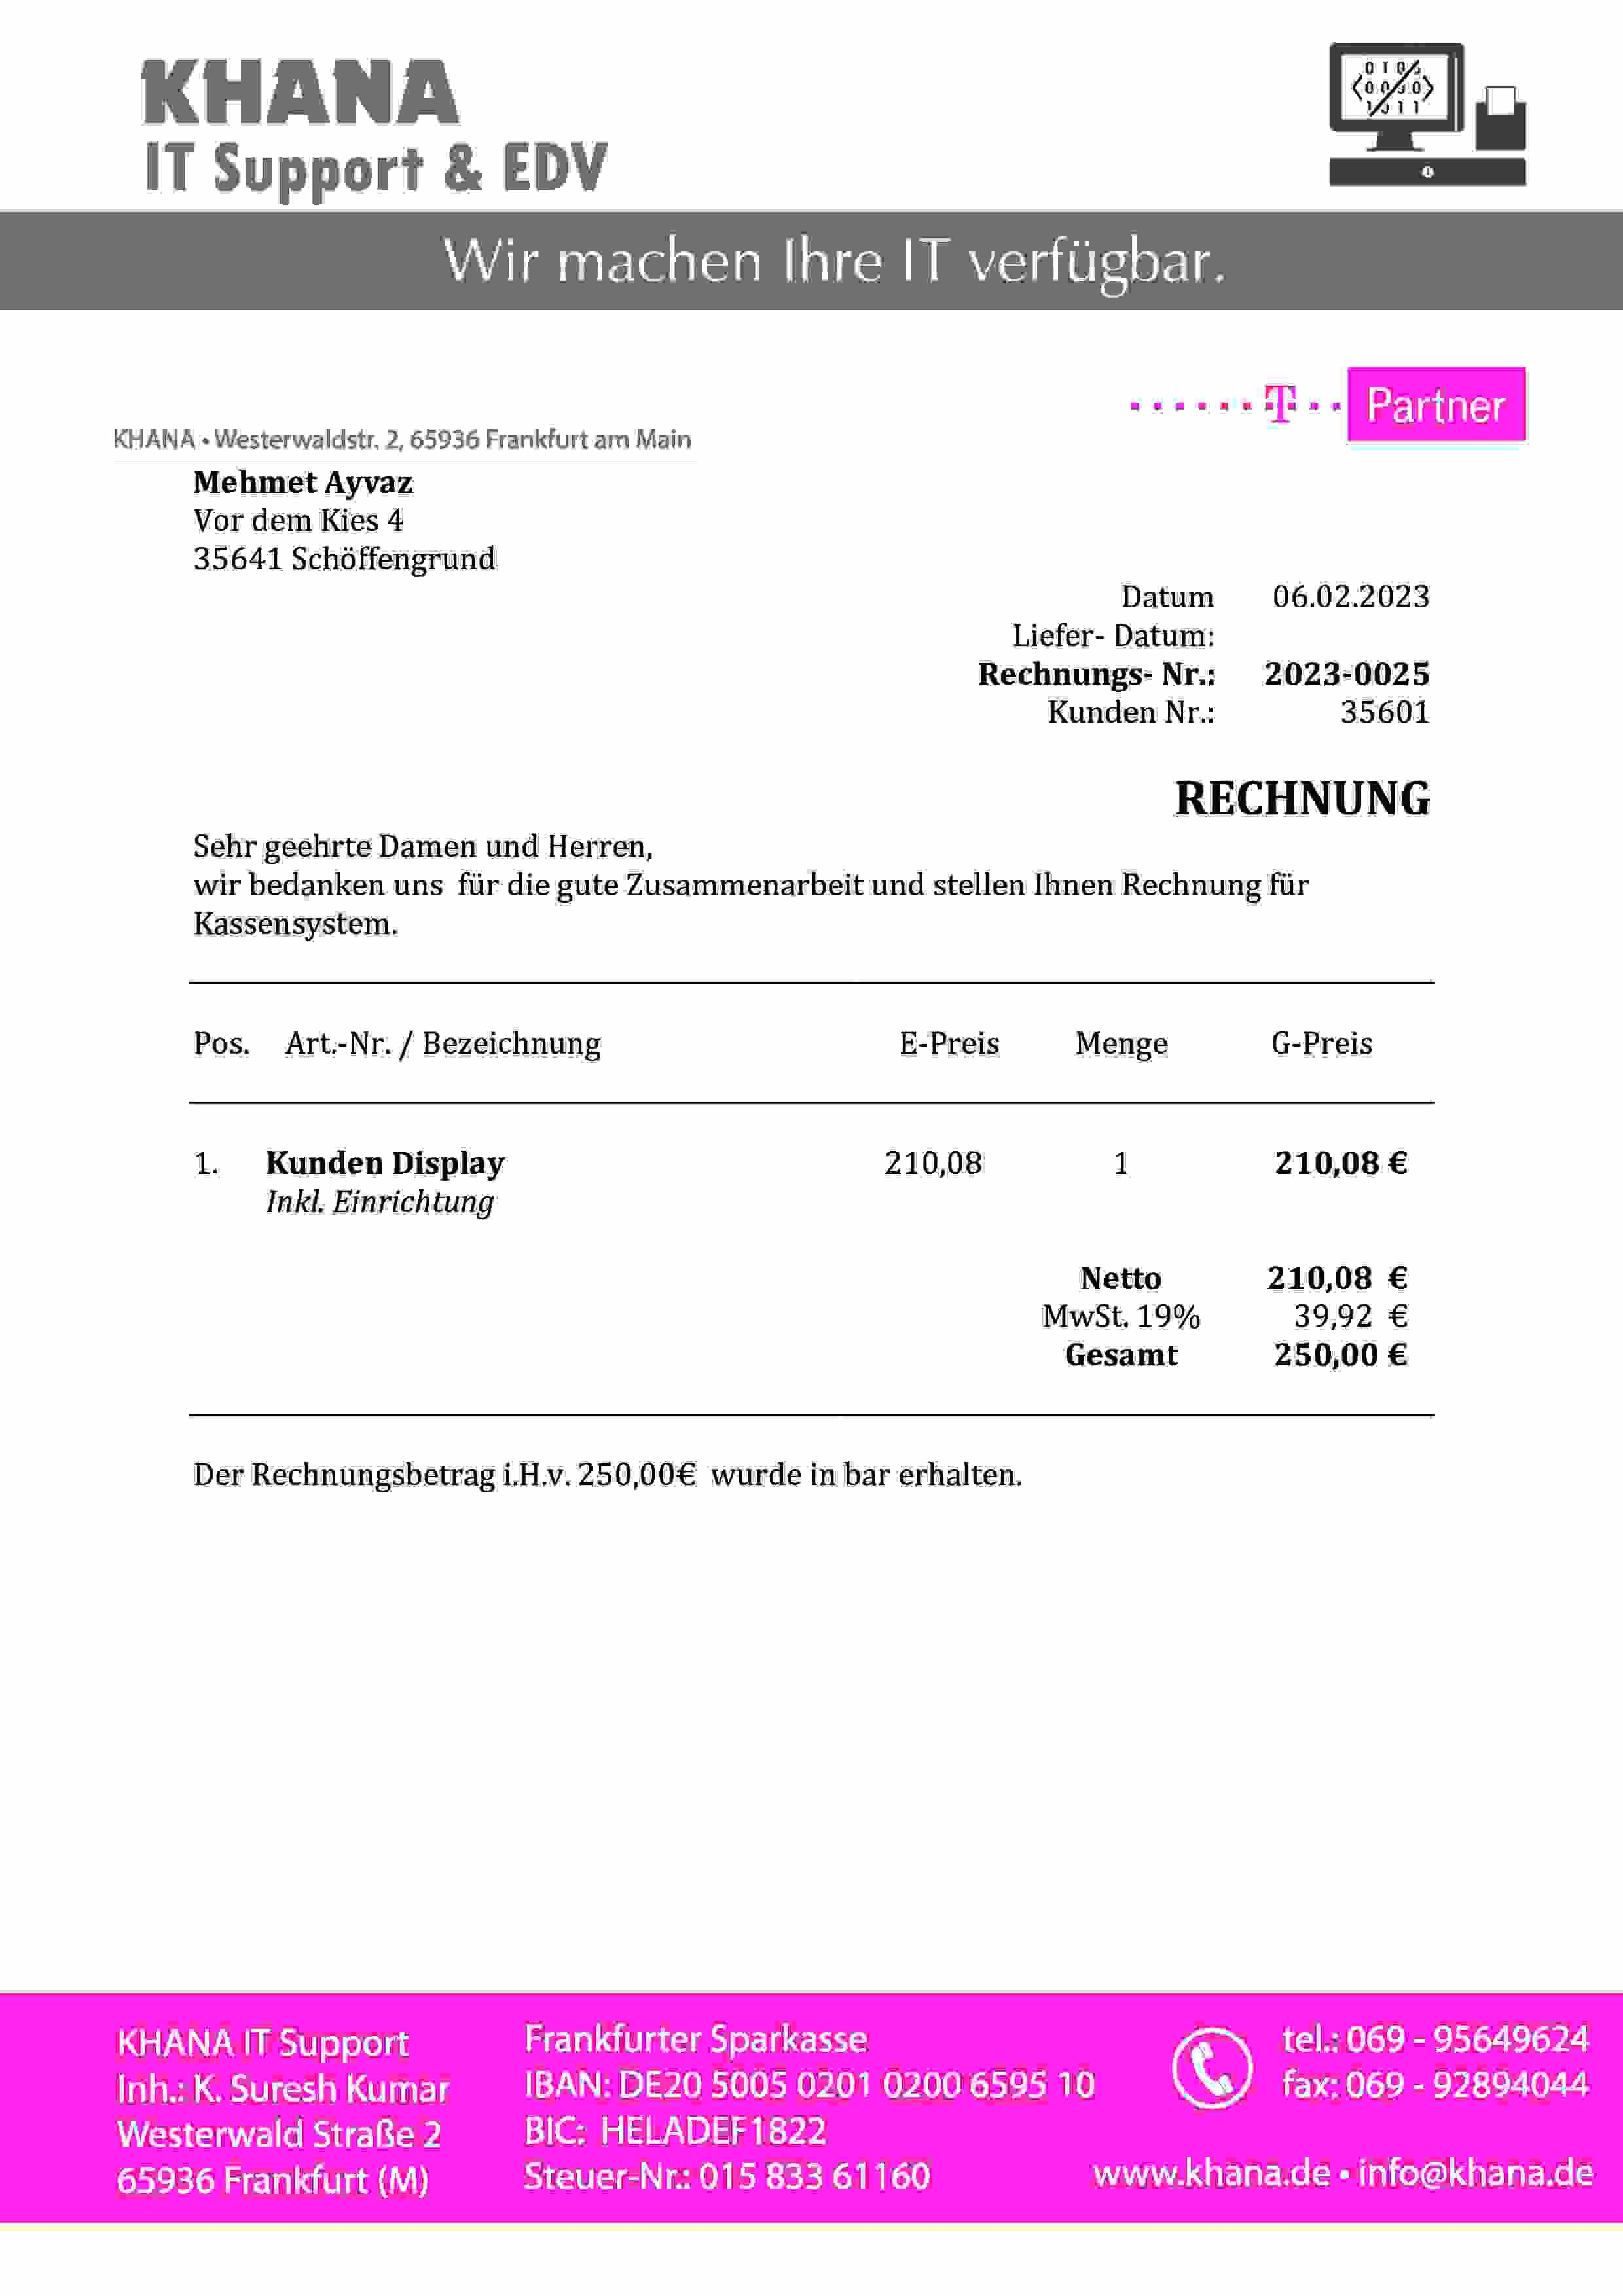 KHANA
IT Support & EDV
Wir machen Ihre IT verfügbar.
T Partner
KHANA • Westerwaldstr. 2, 65936 Frankfurt am Main
Mehmet Ayvaz
Vor dem Kies 4
35641 Schöffengrund
Datum 06.02.2023
Liefer- Datum:
Rechnungs- Nr.: 2023-0025
Kunden Nr.: 35601
RECHNUNG
Sehr geehrte Damen und Herren,
wir bedanken uns für die gute Zusammenarbeit und stellen Ihnen Rechnung für
Kassensystem.
Pos. Art.-Nr. / Bezeichnung E-Preis Menge G-Preis
1. Kunden Display 210,08 1 210,08 €
Inkl. Einrichtung
Netto 210,08 €
MwSt. 19% 39,92 €
Gesamt 250,00 €
Der Rechnungsbetrag i.H.v. 250,00€ wurde in bar erhalten.
KHANA IT Support
Inh.: K. Suresh Kumar
Westerwald Straße 2
65936 Frankfurt (M)
Frankfurter Sparkasse
IBAN: DE20 5005 0201 0200 6595 10
BIC: HELADEF1822
Steuer-Nr.: 015 833 61160
tel.: 069 - 95649624
fax: 069 - 92894044
www.khana.de • info@khana.de